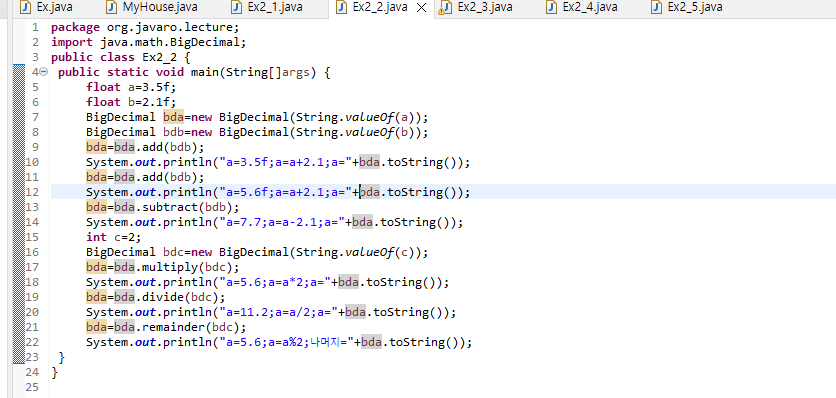 Ex.java MyHouse.java Ex2_1.java Ex2_2.java Ex2_3.java Ex2_4.java Ex2_5.java
1 package org.javaro.lecture;
2 import java.math.BigDecimal;
3 public class Ex2_2 {
4 public static void main(String[]args) {
5 float a=3.5f;
6 float b=2.1f;
7 BigDecimal bda=new BigDecimal(String.valueOf(a));
8 BigDecimal bdb=new BigDecimal(String.valueOf(b));
9 bda=bda.add(bdb);
10 System.out.println("a=3.5f;a=a+2.1;a="+bda.toString());
11 bda=bda.add(bdb);
12 System.out.println("a=5.6f;a=a+2.1;a="+bda.toString());
13 bda=bda.subtract(bdb);
14 System.out.println("a=7.7;a=a-2.1;a="+bda.toString());
15 int c=2;
16 BigDecimal bdc=new BigDecimal(String.valueOf(c));
17 bda=bda.multiply(bdc);
18 System.out.println("a=5.6;a=a*2;a="+bda.toString());
19 bda=bda.divide(bdc);
20 System.out.println("a=11.2;a=a/2;a="+bda.toString());
21 bda=bda.remainder(bdc);
22 System.out.println("a=5.6;a=a%2;나머지="+bda.toString());
23 }
24 }
25